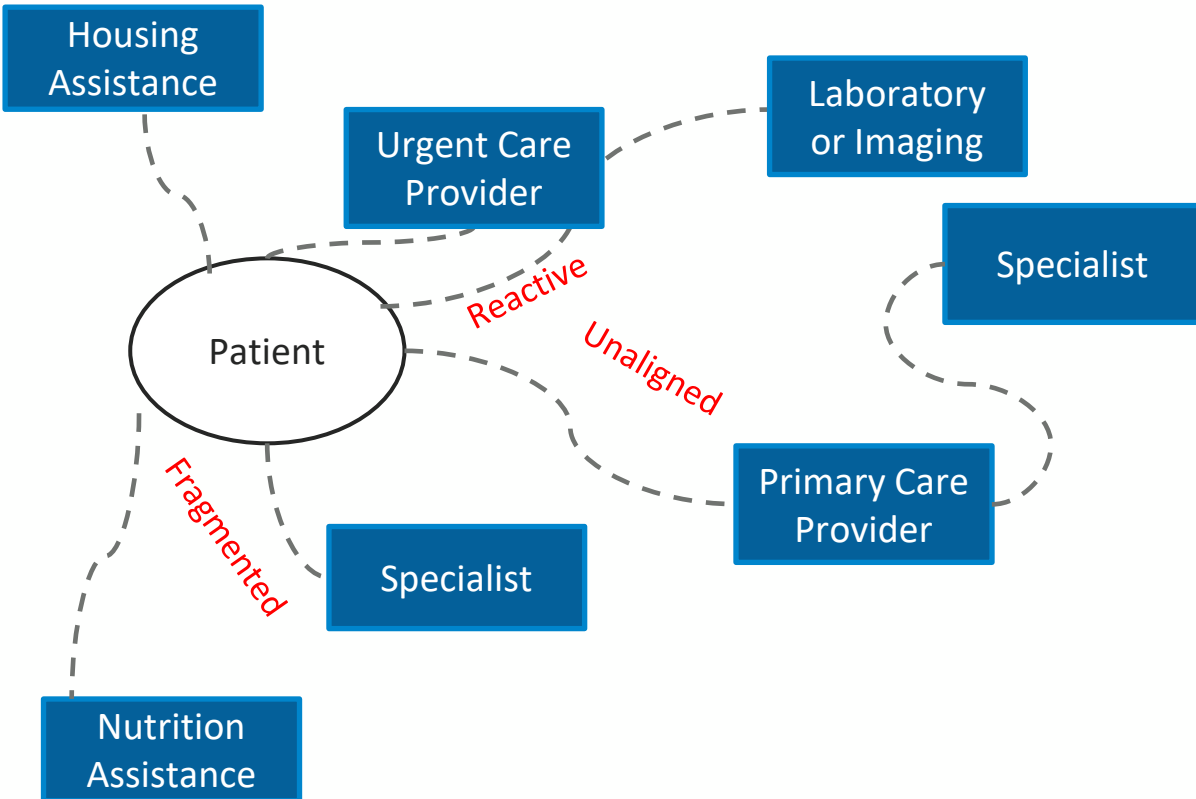 Housing
Assistance
Urgent Care
Provider
Laboratory
or Imaging
Specialist
Reactive
Unaligned
Patient
Primary Care
Provider
Fragmented
Specialist
Nutrition
Assistance